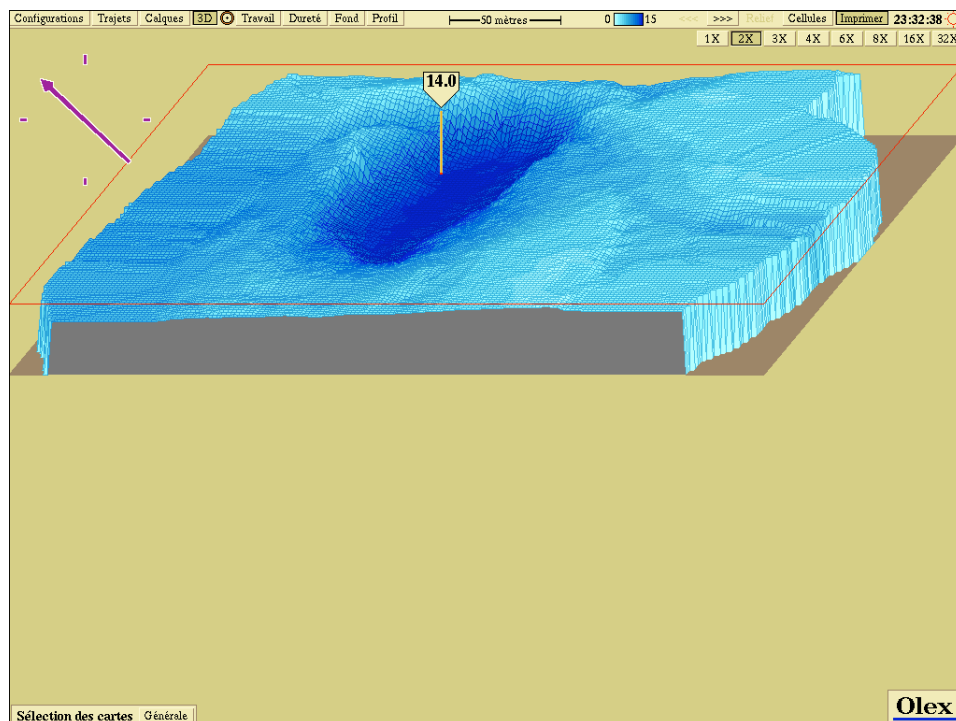 Configurations Trajets Calques 3D Travail Dureté Fond Profil 50 mètres 0 15 <<< >>> Relief Cellules Imprimer 23:32:38
1X 2X 3X 4X 6X 8X 16X 32X
14.0
Sélection des cartes Générale
Olex